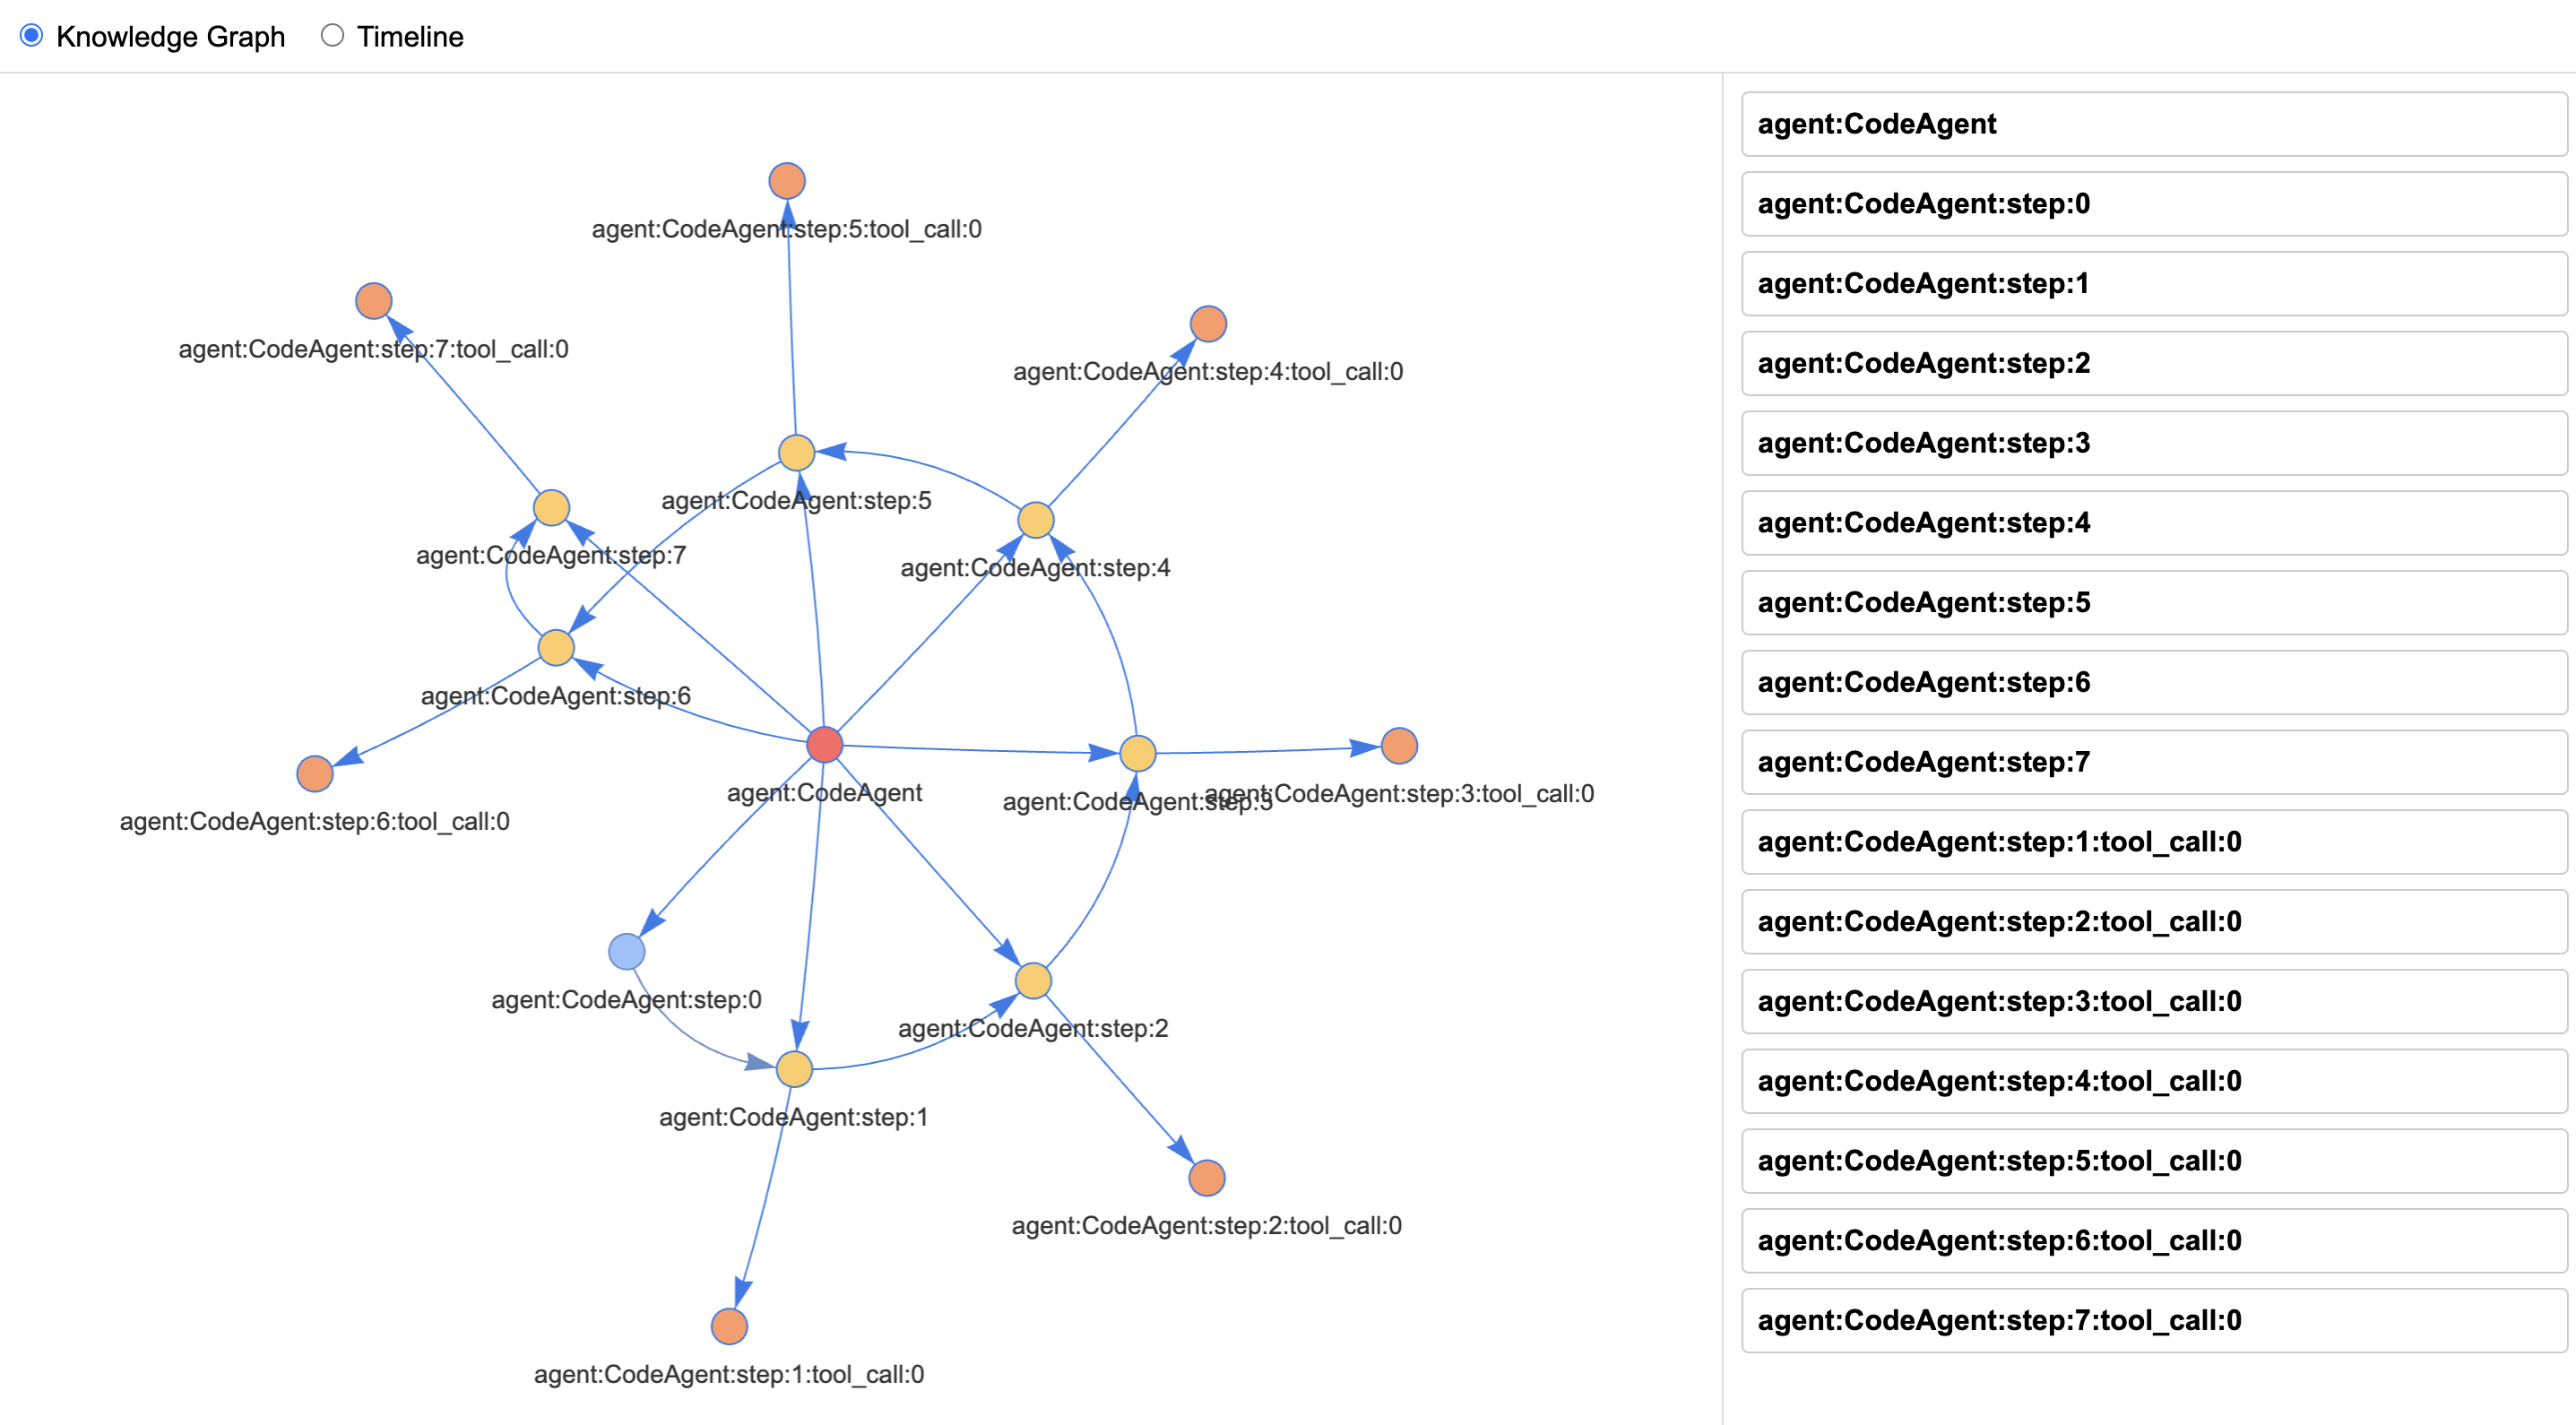 Knowledge Graph
Timeline
agent:CodeAgent:step:5:tool_call:0
agent:CodeAgent:step:7:tool_call:0
agent:CodeAgent:step:4:tool_call:0
agent:CodeAgent:step:5
agent:CodeAgent:step:7
agent:CodeAgent:step:4
agent:CodeAgent:step:6
agent:CodeAgent
agent:CodeAgent:step:3
agent:CodeAgent:step:3:tool_call:0
agent:CodeAgent:step:6:tool_call:0
agent:CodeAgent:step:0
agent:CodeAgent:step:2
agent:CodeAgent:step:1
agent:CodeAgent:step:2:tool_call:0
agent:CodeAgent:step:1:tool_call:0
agent:CodeAgent
agent:CodeAgent:step:0
agent:CodeAgent:step:1
agent:CodeAgent:step:2
agent:CodeAgent:step:3
agent:CodeAgent:step:4
agent:CodeAgent:step:5
agent:CodeAgent:step:6
agent:CodeAgent:step:7
agent:CodeAgent:step:1:tool_call:0
agent:CodeAgent:step:2:tool_call:0
agent:CodeAgent:step:3:tool_call:0
agent:CodeAgent:step:4:tool_call:0
agent:CodeAgent:step:5:tool_call:0
agent:CodeAgent:step:6:tool_call:0
agent:CodeAgent:step:7:tool_call:0